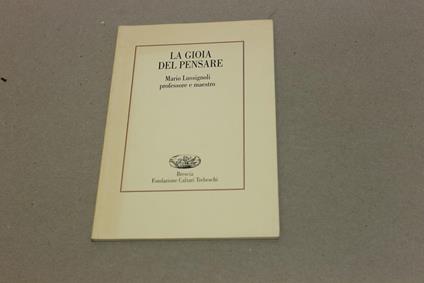 LA GIOIA
DEL PENSARE
Mario Lussignoli
professore e maestro
Brescia
Fondazione Calzari Trebeschi